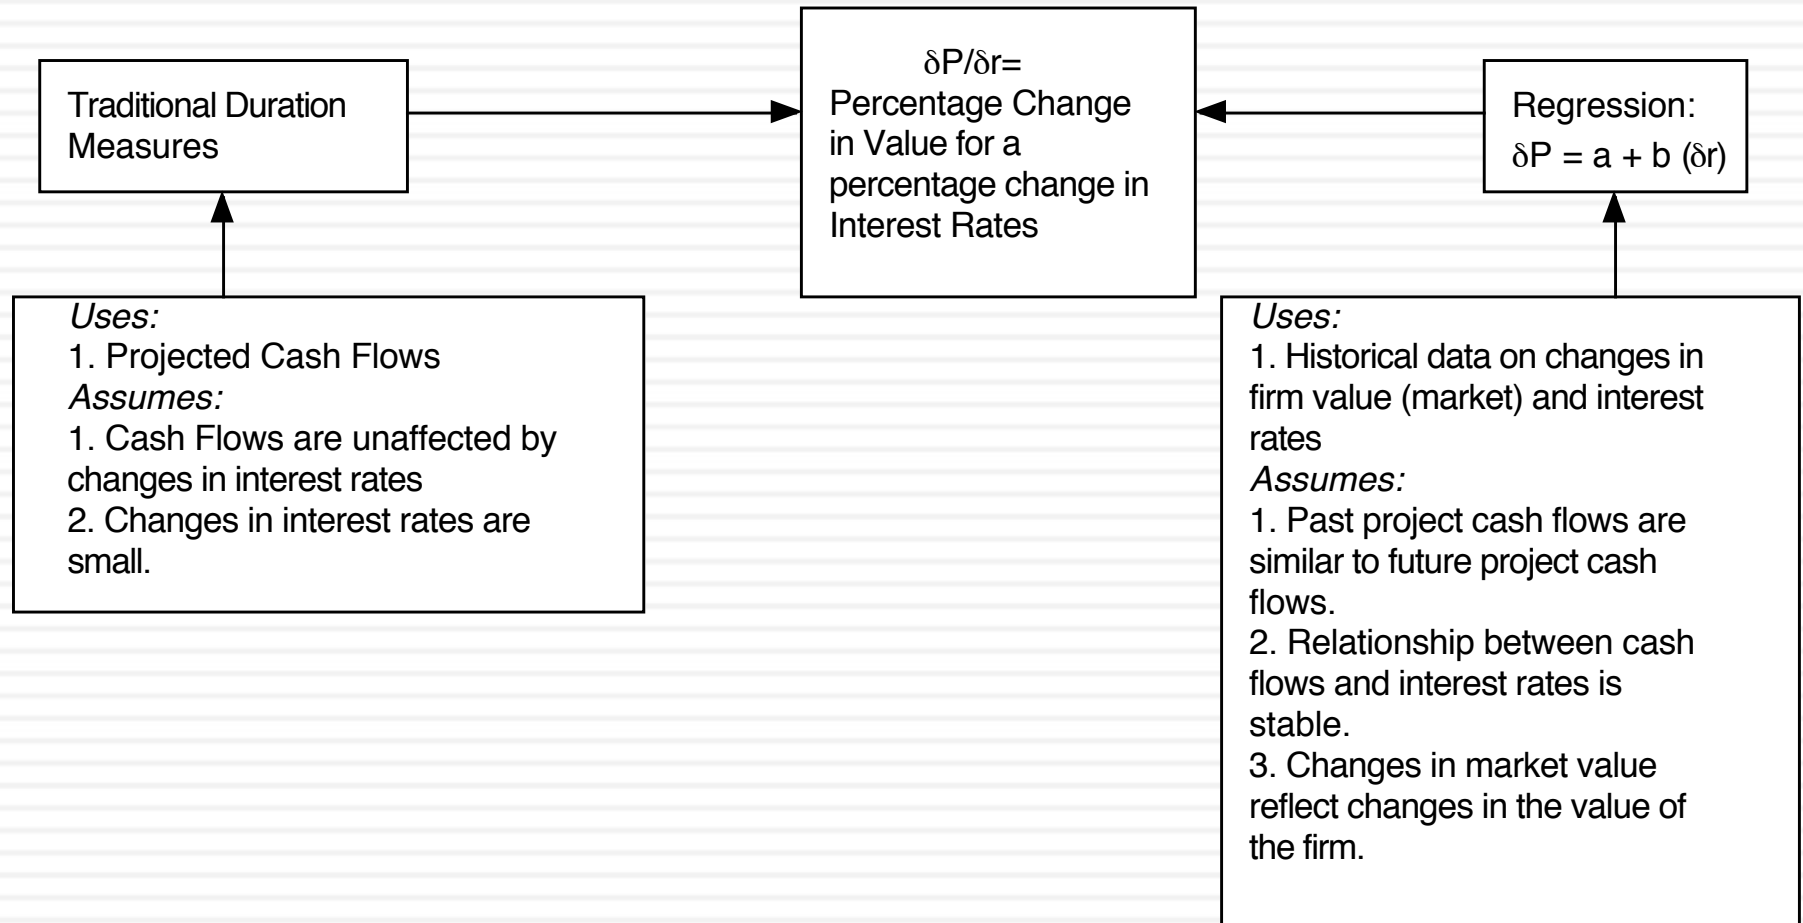 Traditional Duration
Measures
δP/δr=
Percentage Change
in Value for a
percentage change in
Interest Rates
Regression:
δP = a + b (δr)
Uses:
1. Projected Cash Flows
Assumes:
1. Cash Flows are unaffected by
changes in interest rates
2. Changes in interest rates are
small.
Uses:
1. Historical data on changes in
firm value (market) and interest
rates
Assumes:
1. Past project cash flows are
similar to future project cash
flows.
2. Relationship between cash
flows and interest rates is
stable.
3. Changes in market value
reflect changes in the value of
the firm.